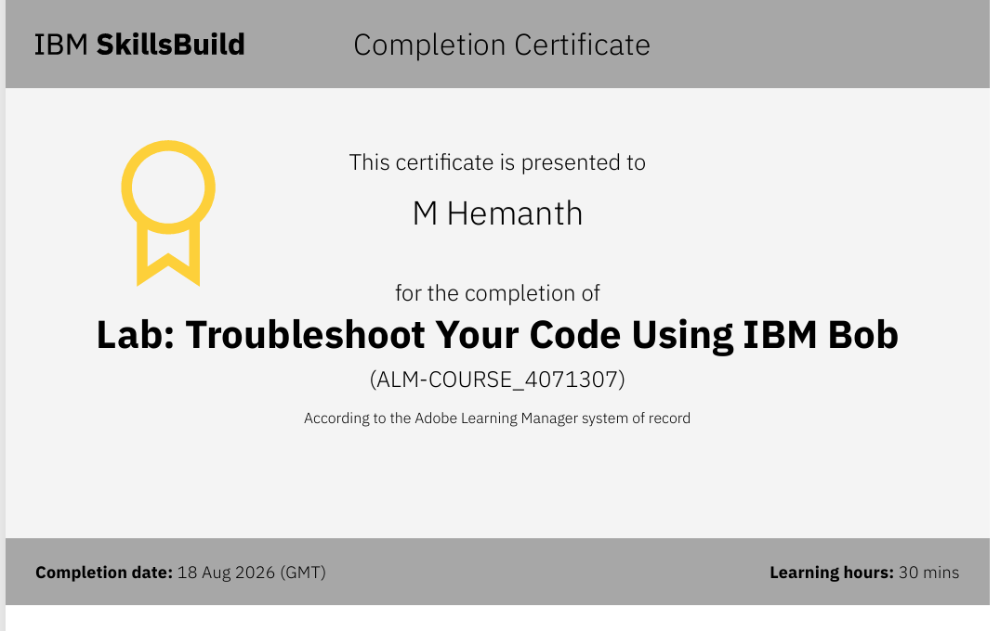 IBM SkillsBuild
Completion Certificate
This certificate is presented to
M Hemanth
for the completion of
Lab: Troubleshoot Your Code Using IBM Bob
(ALM-COURSE_4071307)
According to the Adobe Learning Manager system of record
Completion date: 18 Aug 2026 (GMT)
Learning hours: 30 mins